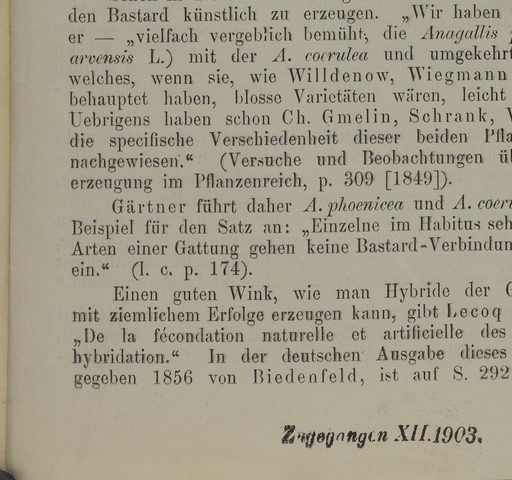 den Bastard künstlich zu erzeugen. „Wir haben
er — „vielfach vergeblich bemüht, die Anagallis
arvensis L.) mit der A. coerulea und umgekehrt
welches, wenn sie, wie Willdenow, Wiegmann
behauptet haben, blosse Varietäten wären, leicht
Uebrigens haben schon Ch. Gmelin, Schrank,
die specifische Verschiedenheit dieser beiden Pfla
nachgewiesen.“ (Versuche und Beobachtungen üb
erzeugung im Pflanzenreich, p. 309 [1849]).
Gärtner führt daher A. phoenicea und A. coeru
Beispiel für den Satz an: „Einzelne im Habitus seh
Arten einer Gattung gehen keine Bastard-Verbindun
ein.“ (l. c. p. 174).
Einen guten Wink, wie man Hybride der G
mit ziemlichem Erfolge erzeugen kann, gibt Lecoq
„De la fécondation naturelle et artificielle des
hybridation.“ In der deutschen Ausgabe dieses
gegeben 1856 von Biedenfeld, ist auf S. 292
Zugegangen XII.1903.